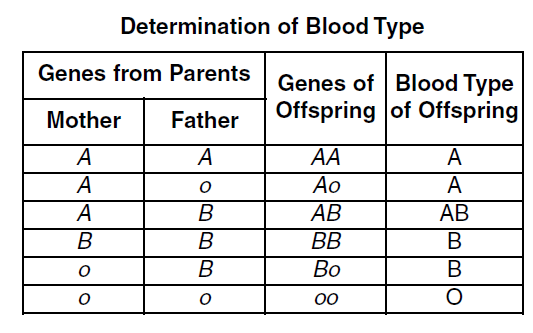 Determination of Blood Type
Genes from Parents
Genes of Offspring
Blood Type of Offspring
Mother Father
A A AA A
A o Ao A
A B AB AB
B B BB B
o B Bo B
o o oo O